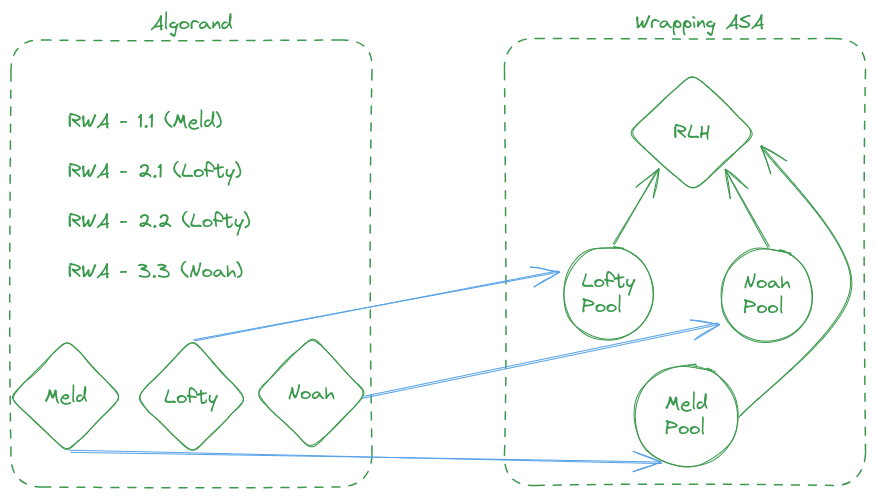 Algorand
Wrapping ASA
RWA - 1.1 (Meld)
RWA - 2.1 (Lofty)
RWA - 2.2 (Lofty)
RWA - 3.3 (Noah)
RLH
Lofty
Pool
Noah
Pool
Meld
Lofty
Noah
Meld
Pool